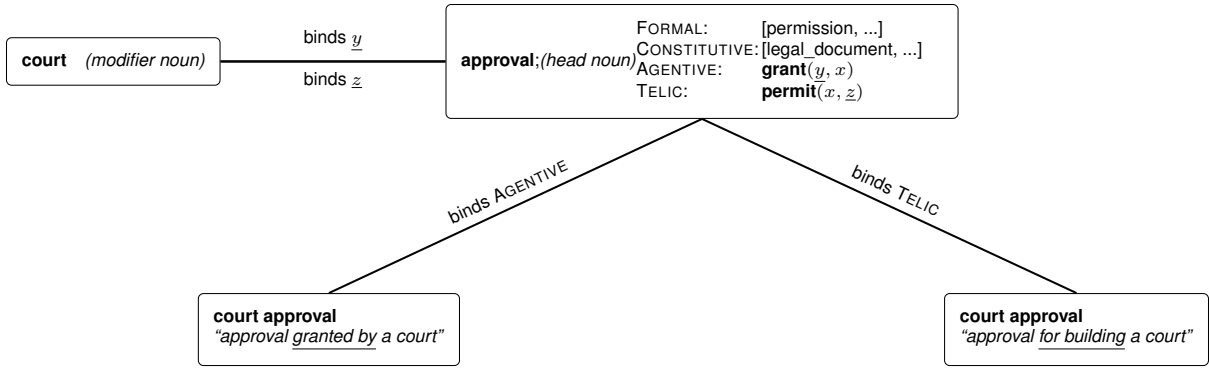 court (modifier noun)
binds y
binds z
approval;(head noun)
FORMAL: [permission, ...]
CONSTITUTIVE: [legal_document, ...]
AGENTIVE: grant(y, x)
TELIC: permit(x, z)
binds AGENTIVE
binds TELIC
court approval
“approval granted by a court”
court approval
“approval for building a court”